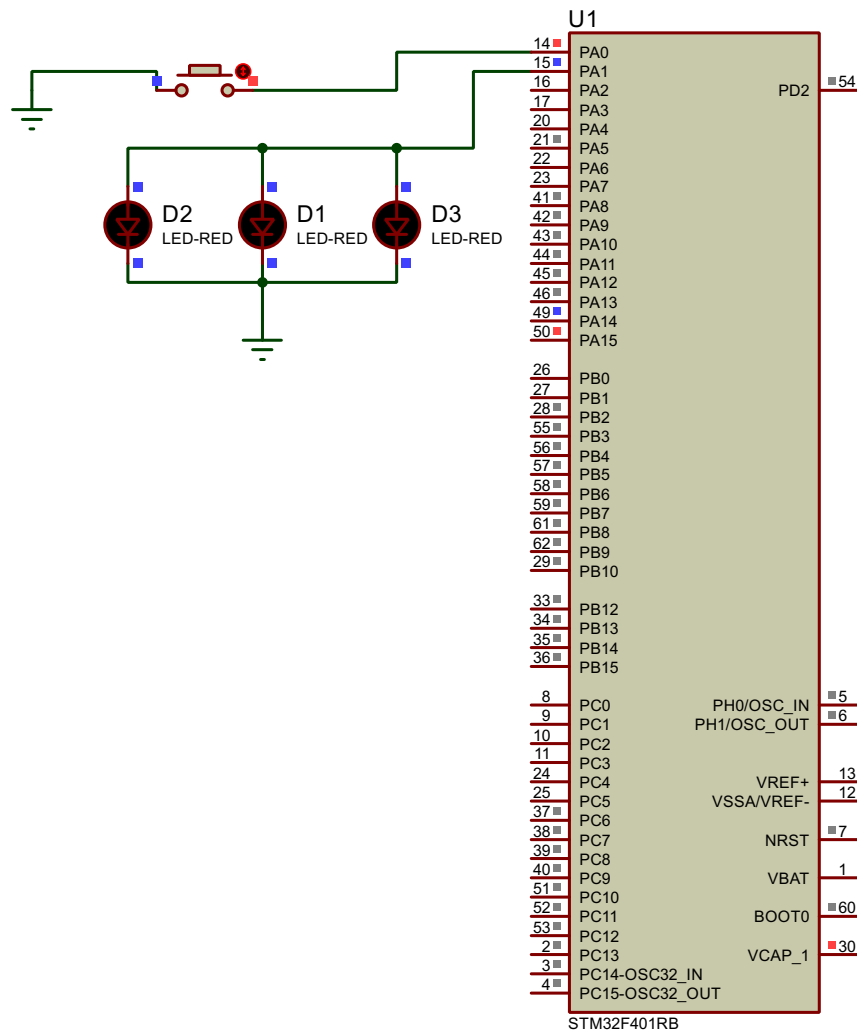 U1
14 PA0
15 PA1
16 PA2
PD2 54
17 PA3
20 PA4
21 PA5
22 PA6
23 PA7
41 PA8
42 PA9
43 PA10
44 PA11
45 PA12
46 PA13
49 PA14
50 PA15
D2
LED-RED
D1
LED-RED
D3
LED-RED
26 PB0
27 PB1
28 PB2
55 PB3
56 PB4
57 PB5
58 PB6
59 PB7
61 PB8
62 PB9
29 PB10
33 PB12
34 PB13
35 PB14
36 PB15
8 PC0
9 PC1
10 PC2
11 PC3
24 PC4
25 PC5
37 PC6
38 PC7
39 PC8
40 PC9
51 PC10
52 PC11
53 PC12
2 PC13
3 PC14-OSC32_IN
4 PC15-OSC32_OUT
PH0/OSC_IN 5
PH1/OSC_OUT 6
VREF+ 13
VSSA/VREF- 12
NRST 7
VBAT 1
BOOT0 60
VCAP_1 30
STM32F401RB